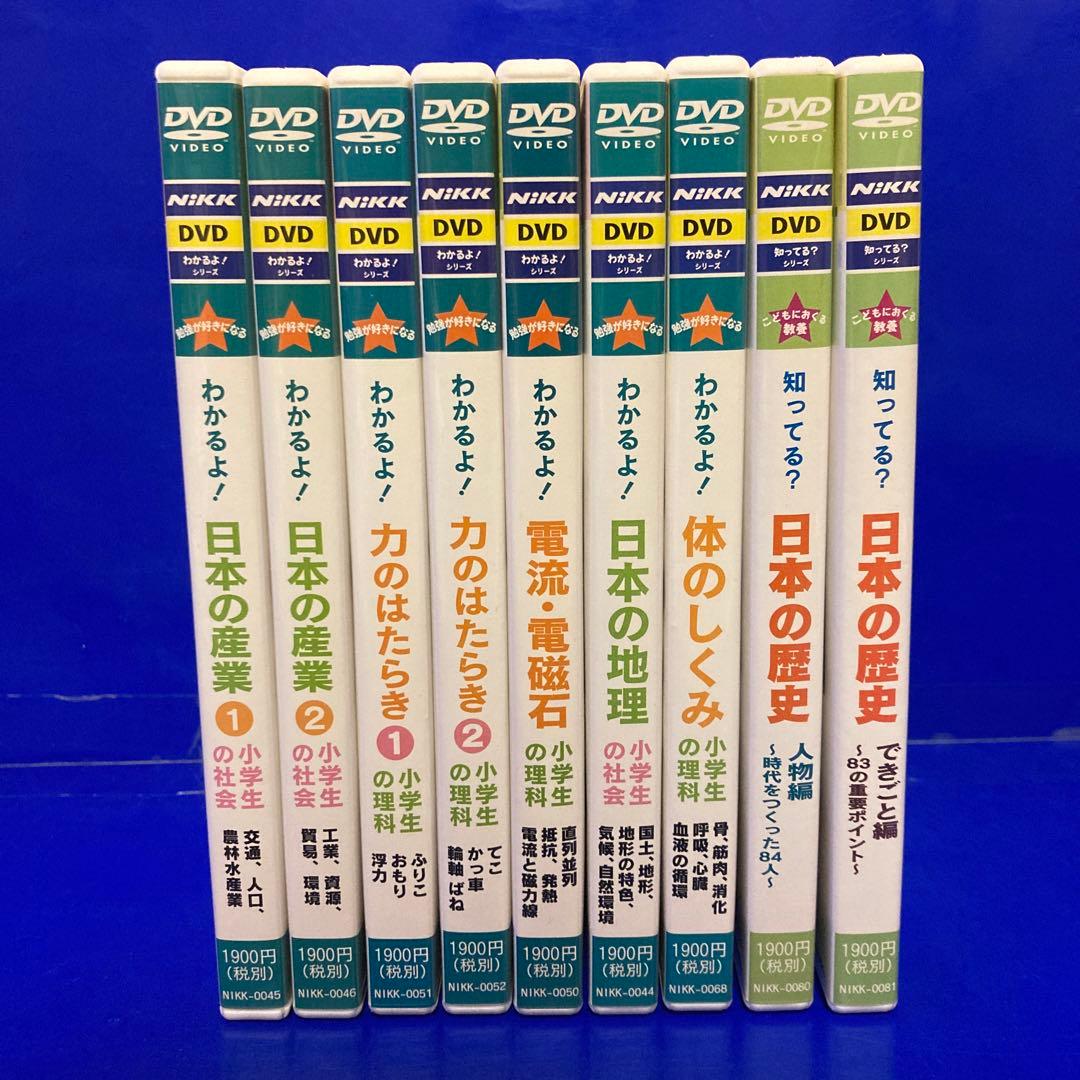 DVD
VIDEO
NiKK
DVD
わかるよ!
シリーズ
勉強が好きになる
わかるよ!
日本の産業
1
小学生
の社会
交通、人口、
農林水産業
1900円
(税別)
NIKK-0045
DVD
VIDEO
NiKK
DVD
わかるよ!
シリーズ
勉強が好きになる
わかるよ!
日本の産業
2
小学生
の社会
工業、資源、
貿易、環境
1900円
(税別)
NIKK-0046
DVD
VIDEO
NiKK
DVD
わかるよ!
シリーズ
勉強が好きになる
わかるよ!
力のはたらき
1
小学生
の理科
ふりこ
おもり
浮力
1900円
(税別)
NIKK-0051
DVD
VIDEO
NiKK
DVD
わかるよ!
シリーズ
勉強が好きになる
わかるよ!
力のはたらき
2
小学生
の理科
てこ
かっ車
輪軸 ばね
1900円
(税別)
NIKK-0052
DVD
VIDEO
NiKK
DVD
わかるよ!
シリーズ
勉強が好きになる
わかるよ!
電流・電磁石
小学生
の理科
直列並列
抵抗、発熱
電流と磁力線
1900円
(税別)
NIKK-0050
DVD
VIDEO
NiKK
DVD
わかるよ!
シリーズ
勉強が好きになる
わかるよ!
日本の地理
小学生
の社会
国土、地形、
地形の特色、
気候、自然環境
1900円
(税別)
NIKK-0044
DVD
VIDEO
NiKK
DVD
わかるよ!
シリーズ
勉強が好きになる
わかるよ!
体のしくみ
小学生
の理科
骨、筋肉、消化
呼吸、心臓
血液の循環
1900円
(税別)
NIKK-0068
DVD
VIDEO
NiKK
DVD
知ってる?
シリーズ
こどもにおくる
教養
知ってる?
日本の歴史
人物編
~時代をつくった84人~
1900円
(税別)
NIKK-0080
DVD
VIDEO
NiKK
DVD
知ってる?
シリーズ
こどもにおくる
教養
知ってる?
日本の歴史
できごと編
~83の重要ポイント~
1900円
(税別)
NIKK-0081